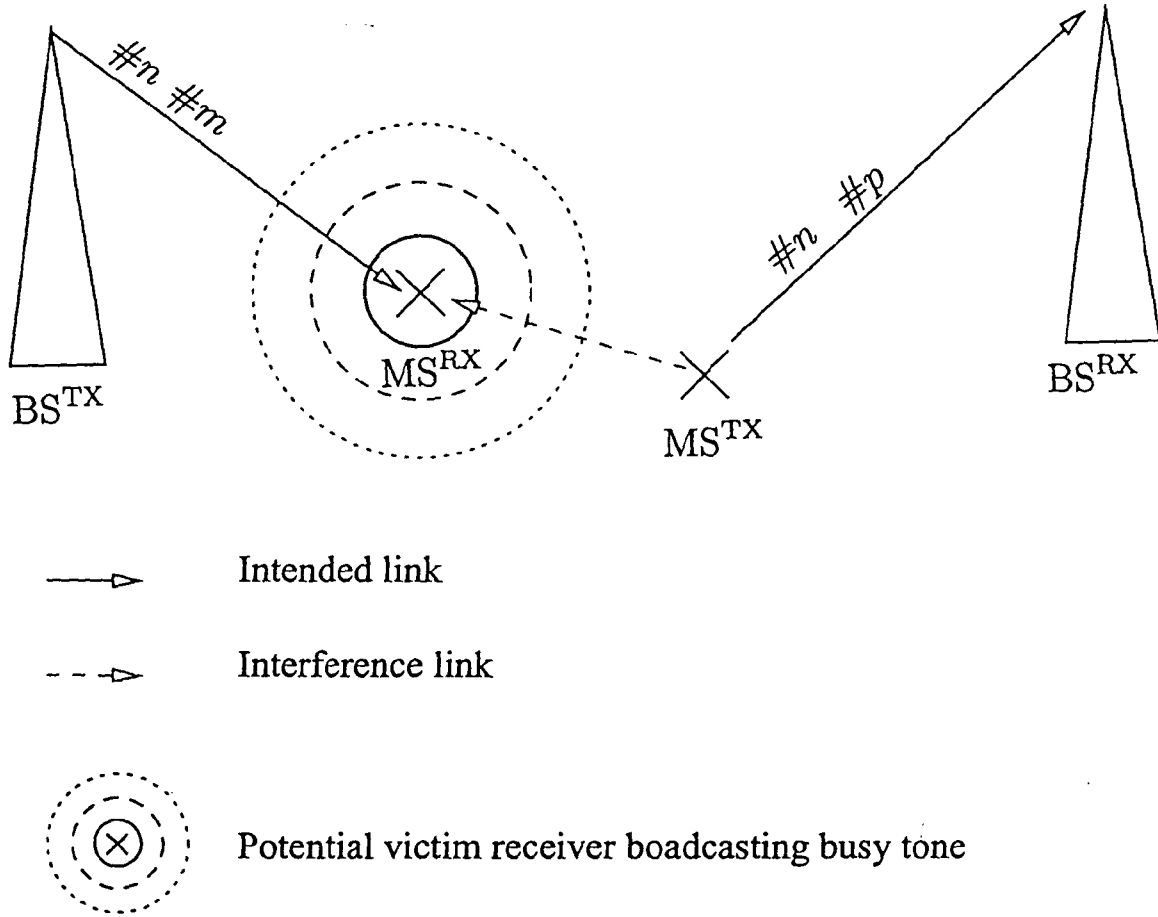 #n #m
#n #p
MS^RX
BS^TX
BS^RX
MS^TX
Intended link
Interference link
Potential victim receiver boadcasting busy tone